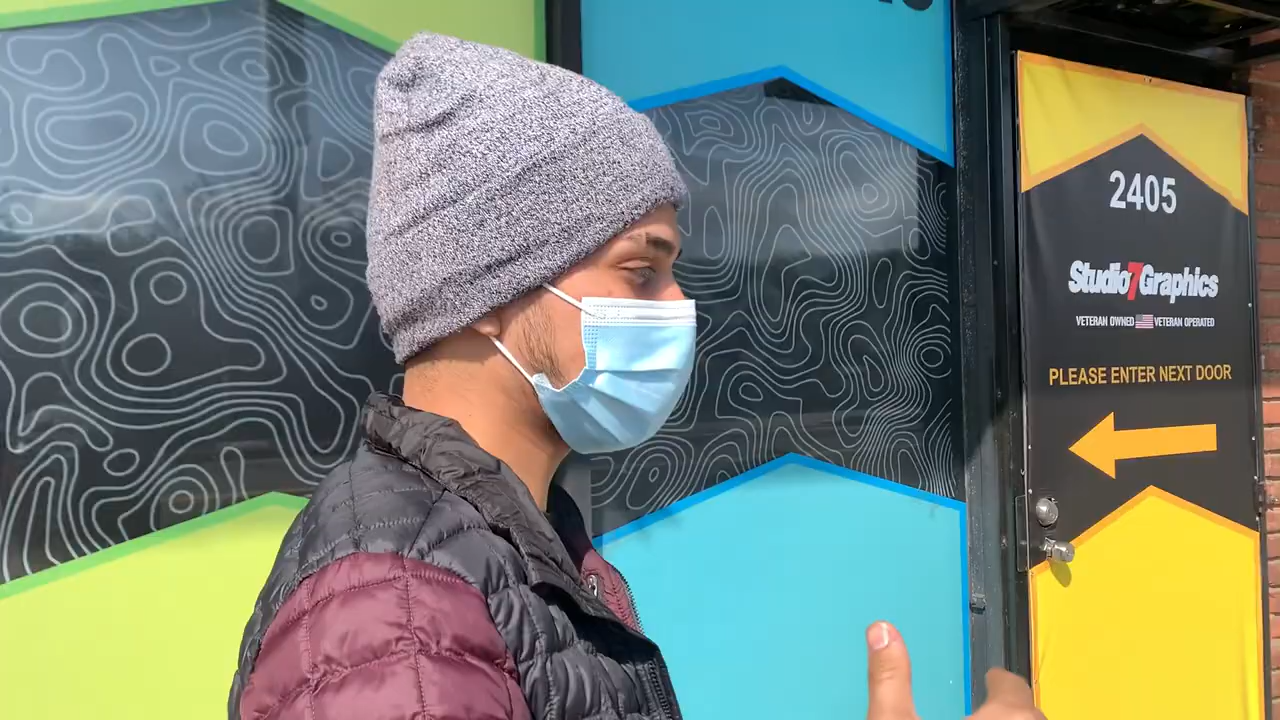 2405
Studio7Graphics
VETERAN OWNED VETERAN OPERATED
PLEASE ENTER NEXT DOOR